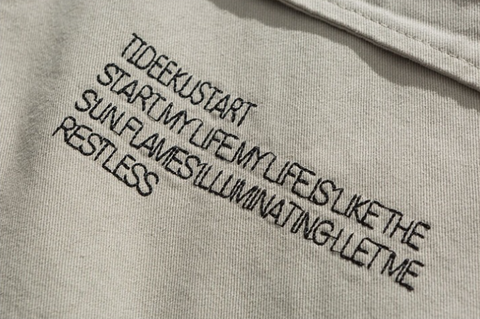 TIDEEKUSTART
START MY LIFE MY LIFE IS LIKE THE
SUN FLAMES ILLUMINATING I LET ME
RESTLESS